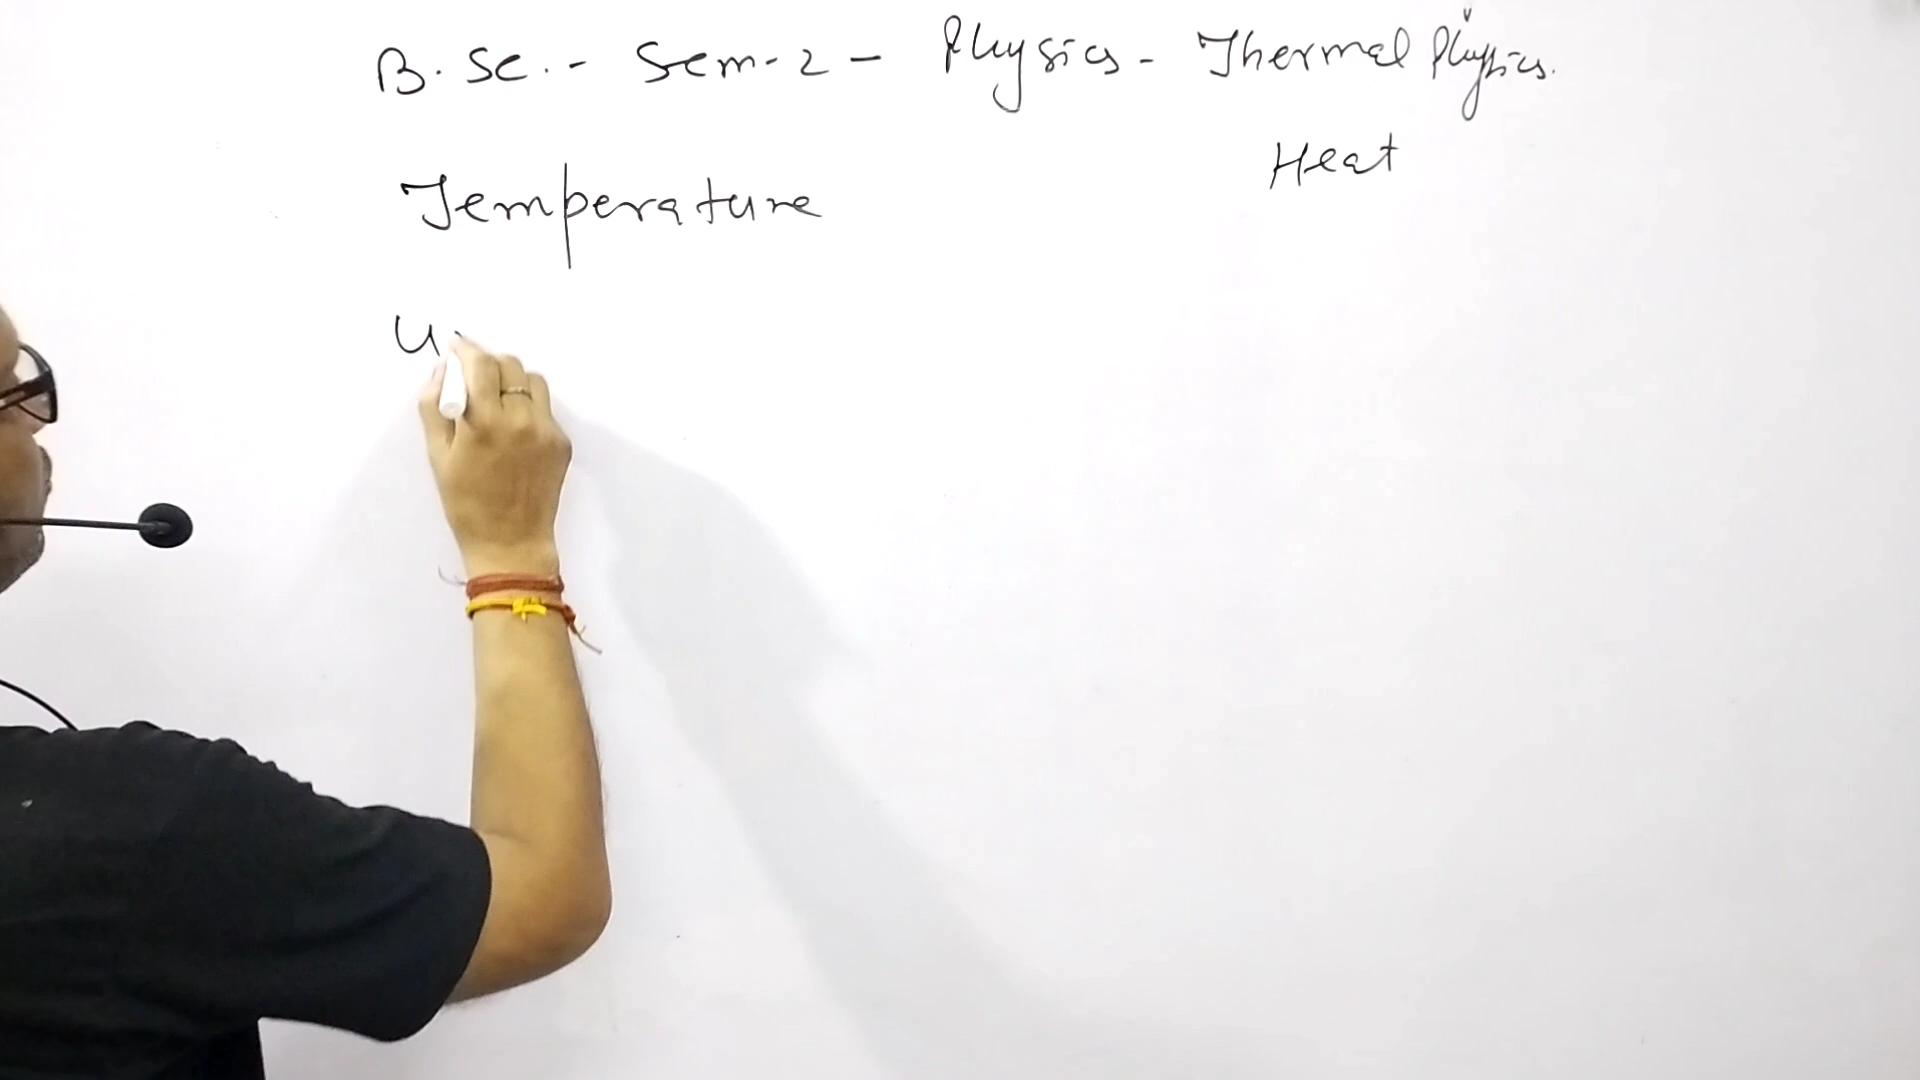 B.Sc.- Sem-2 - Physics - Thermal Physics.
Heat
Temperature
U